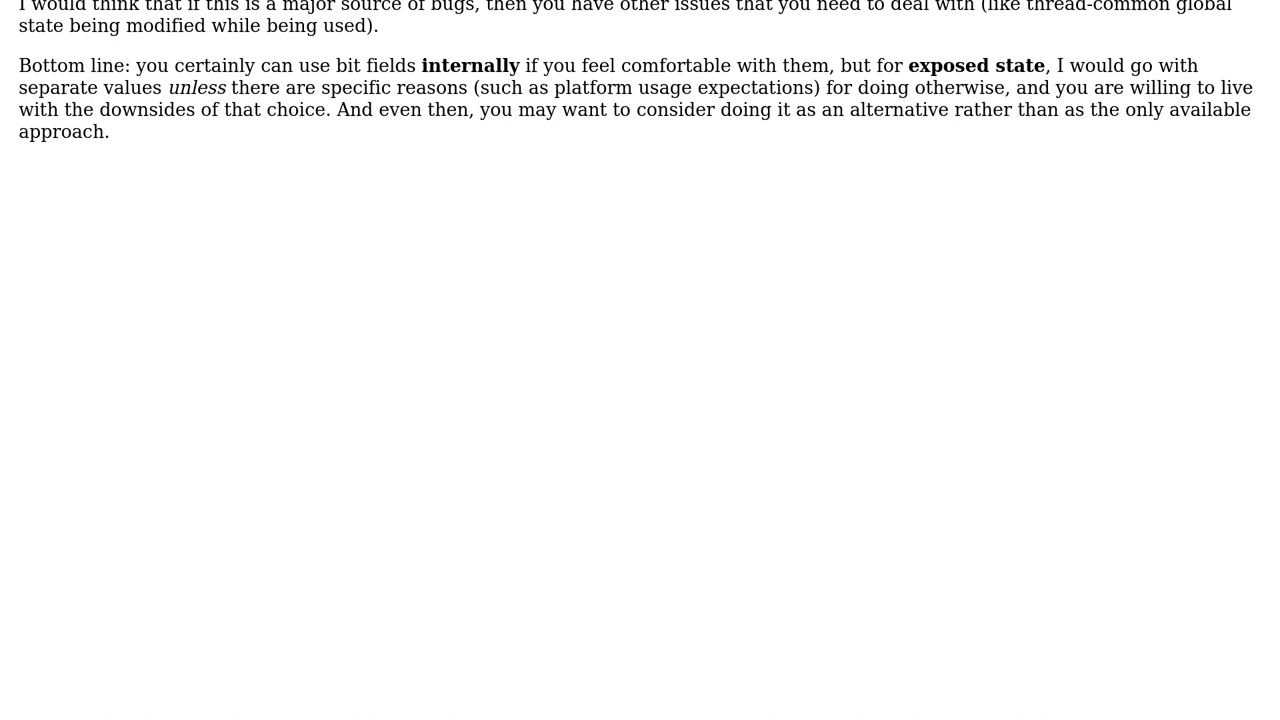 I would think that if this is a major source of bugs, then you have other issues that you need to deal with (like thread-common global
state being modified while being used).
Bottom line: you certainly can use bit fields internally if you feel comfortable with them, but for exposed state, I would go with
separate values unless there are specific reasons (such as platform usage expectations) for doing otherwise, and you are willing to live
with the downsides of that choice. And even then, you may want to consider doing it as an alternative rather than as the only available
approach.